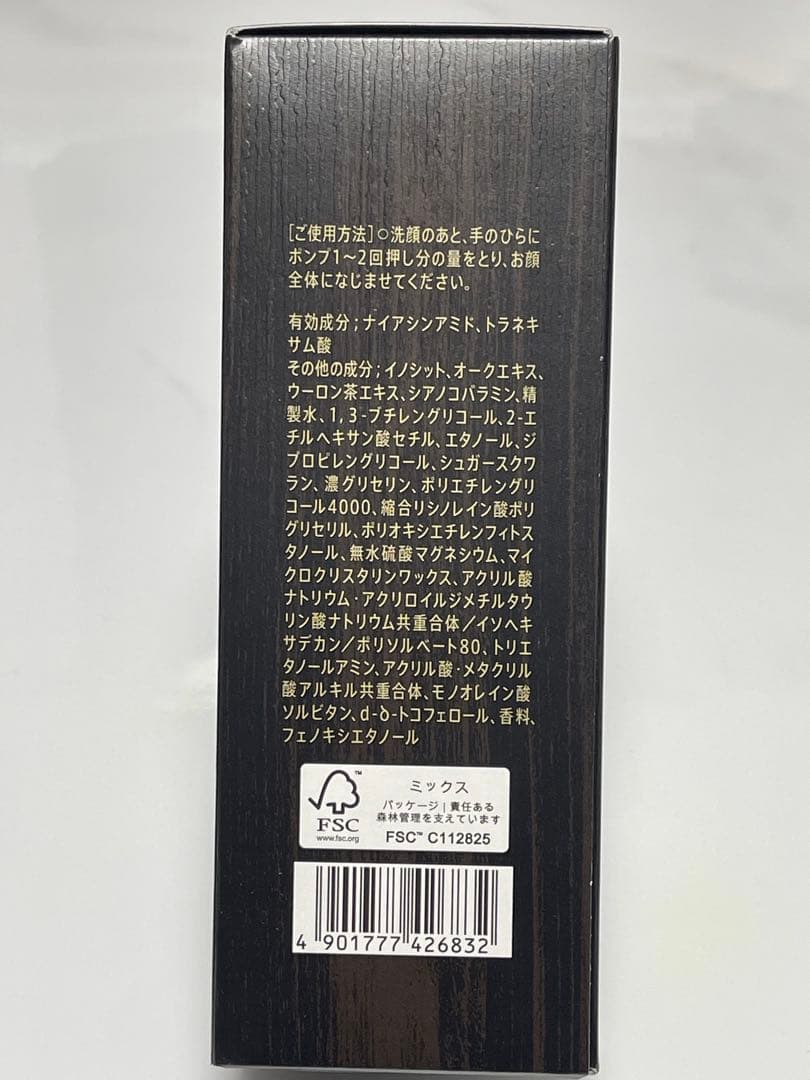 [ご使用方法]○洗顔のあと、手のひらに
ポンプ1〜2回押し分の量をとり、お顔
全体になじませてください。
有効成分;ナイアシンアミド、トラネキ
サム酸
その他の成分;イノシット、オークエキス、
ウーロン茶エキス、シアノコバラミン、精
製水、1,3-ブチレングリコール、2-エ
チルヘキサン酸セチル、エタノール、ジ
プロピレングリコール、シュガースクワ
ラン、濃グリセリン、ポリエチレングリ
コール4000、縮合リシノレイン酸ポリ
グリセリル、ポリオキシエチレンフィトス
タノール、無水硫酸マグネシウム、マイ
クロクリスタリンワックス、アクリル酸
ナトリウム・アクリロイルジメチルタウ
リン酸ナトリウム共重合体/イソヘキ
サデカン/ポリソルベート80、トリエ
タノールアミン、アクリル酸・メタクリル
酸アルキル共重合体、モノオレイン酸
ソルビタン、d-δ-トコフェロール、香料、
フェノキシエタノール
™
FSC
www.fsc.org
ミックス
パッケージ|責任ある
森林管理を支えています
FSC™ C112825
4 901777 426832